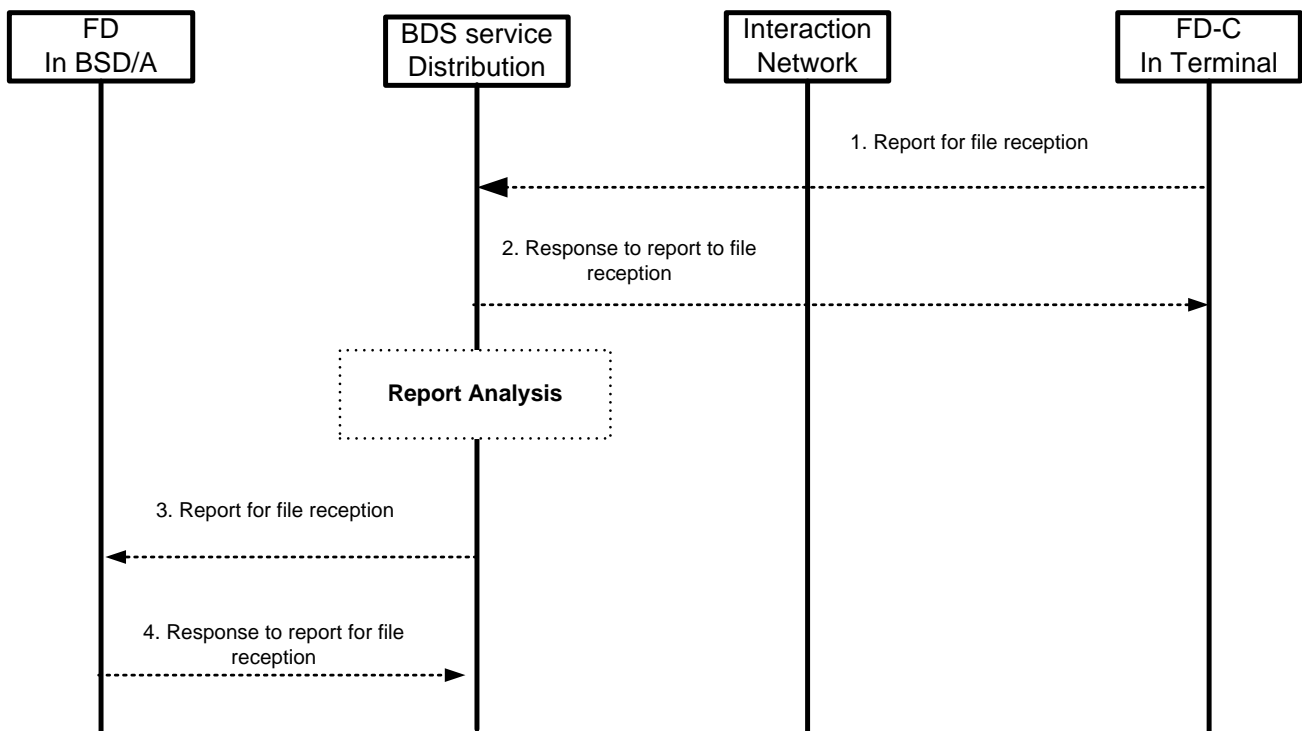 FD
In BSD/A
BDS service
Distribution
Interaction
Network
FD-C
In Terminal
1. Report for file reception
2. Response to report to file
reception
Report Analysis
3. Report for file reception
4. Response to report for file
reception